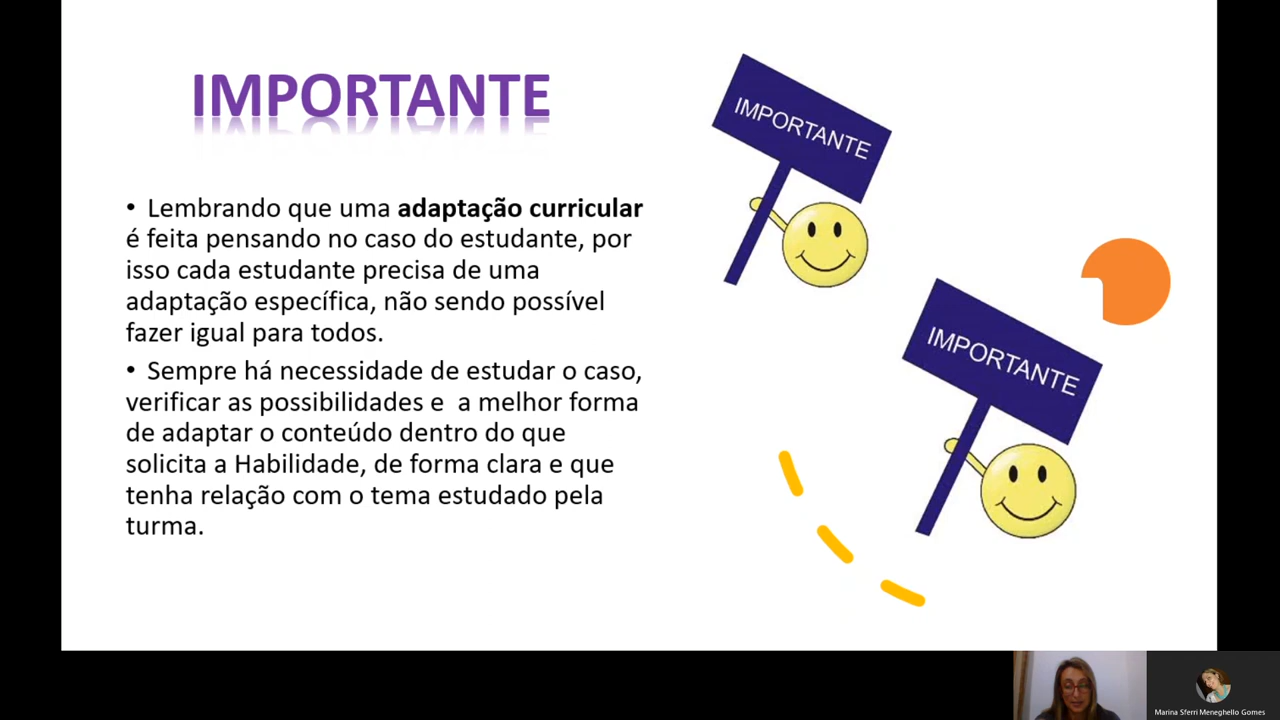 IMPORTANTE
• Lembrando que uma adaptação curricular
é feita pensando no caso do estudante, por
isso cada estudante precisa de uma
adaptação específica, não sendo possível
fazer igual para todos.
• Sempre há necessidade de estudar o caso,
verificar as possibilidades e  a melhor forma
de adaptar o conteúdo dentro do que
solicita a Habilidade, de forma clara e que
tenha relação com o tema estudado pela
turma.
IMPORTANTE
IMPORTANTE
Marina Sferri Meneghello Gomes